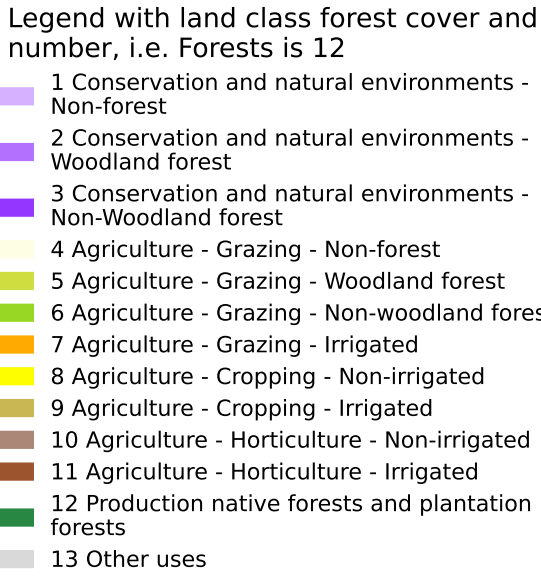 Legend with land class forest cover and
number, i.e. Forests is 12
1 Conservation and natural environments -
Non-forest
2 Conservation and natural environments -
Woodland forest
3 Conservation and natural environments -
Non-Woodland forest
4 Agriculture - Grazing - Non-forest
5 Agriculture - Grazing - Woodland forest
6 Agriculture - Grazing - Non-woodland fores
7 Agriculture - Grazing - Irrigated
8 Agriculture - Cropping - Non-irrigated
9 Agriculture - Cropping - Irrigated
10 Agriculture - Horticulture - Non-irrigated
11 Agriculture - Horticulture - Irrigated
12 Production native forests and plantation
forests
13 Other uses